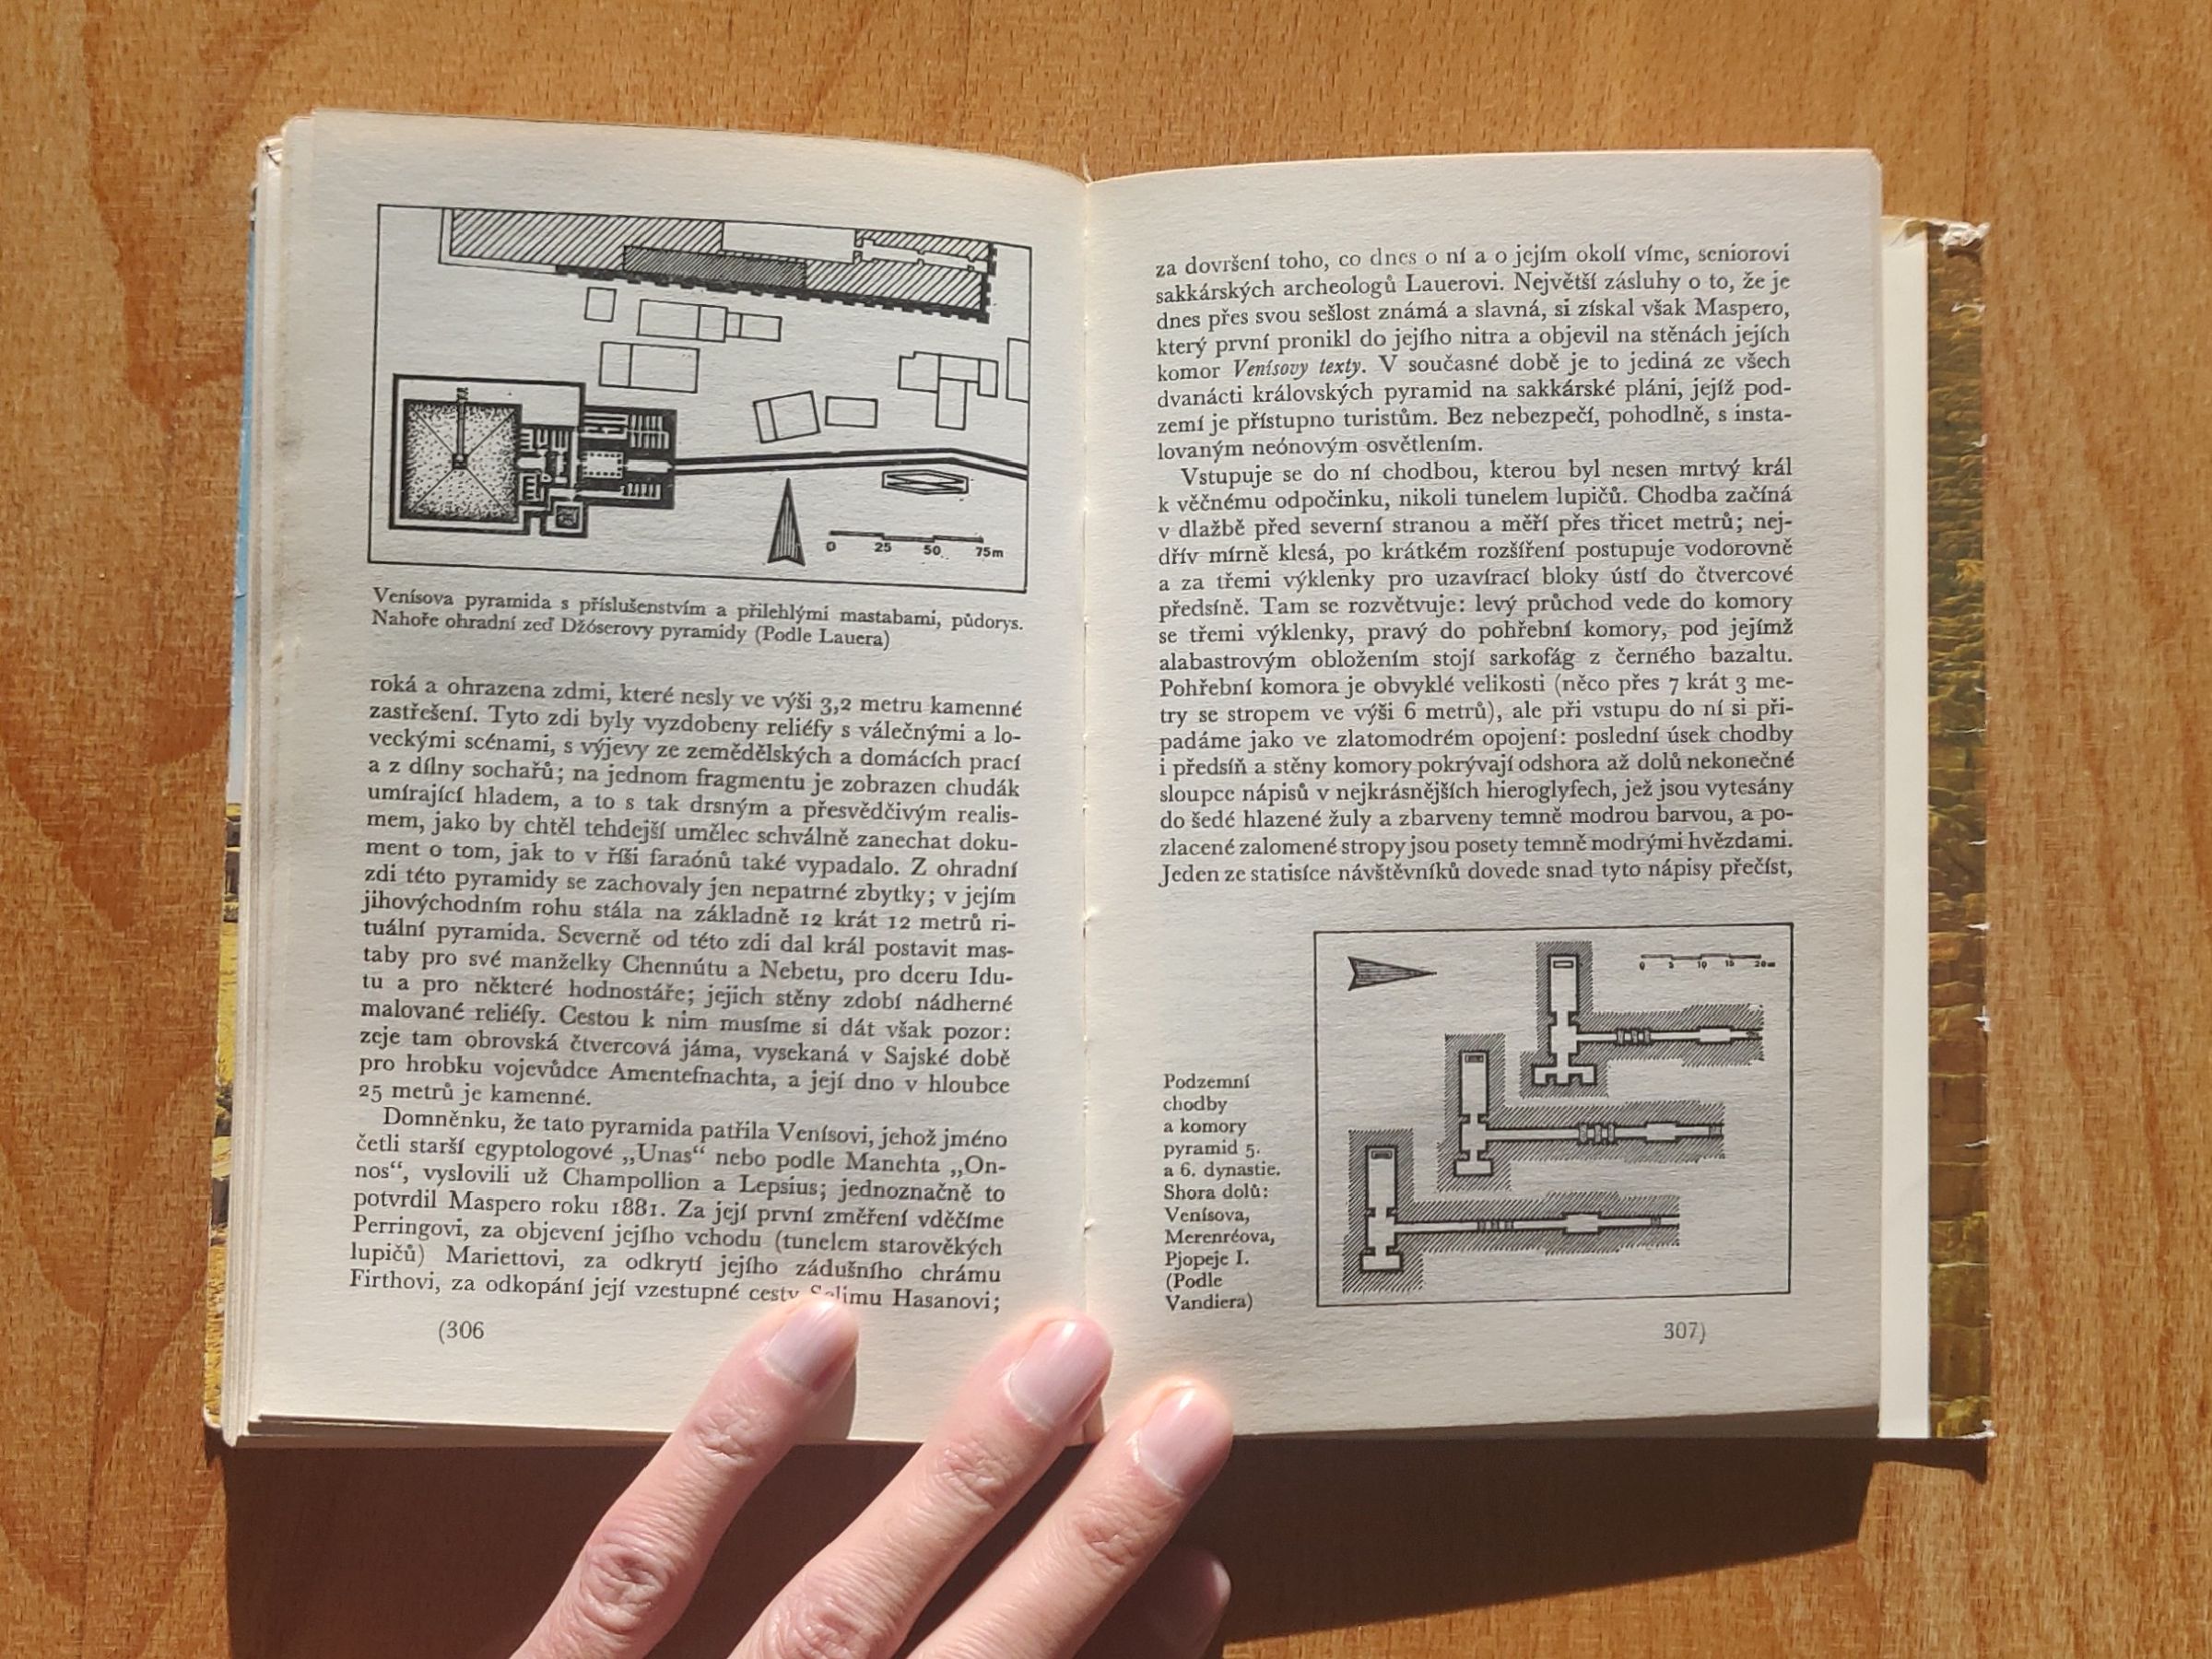 0 25 50 75m
Venísova pyramida s příslušenstvím a přilehlými mastabami, půdorys.
Nahoře ohradní zeď Džóserovy pyramidy (Podle Lauera)
roká a ohrazena zdmi, které nesly ve výši 3,2 metru kamenné
zastřešení. Tyto zdi byly vyzdobeny reliéfy s válečnými a lo-
veckými scénami, s výjevy ze zemědělských a domácích prací
a z dílny sochařů; na jednom fragmentu je zobrazen chudák
umírající hladem, a to s tak drsným a přesvědčivým realis-
mem, jako by chtěl tehdejší umělec schválně zanechat doku-
ment o tom, jak to v říši faraónů také vypadalo. Z ohradní
zdi této pyramidy se zachovaly jen nepatrné zbytky; v jejím
jihovýchodním rohu stála na základně 12 krát 12 metrů ri-
tuální pyramida. Severně od této zdi dal král postavit mas-
taby pro své manželky Chennútu a Nebetu, pro dceru Idu-
tu a pro některé hodnostáře; jejich stěny zdobí nádherné
malované reliéfy. Cestou k nim musíme si dát však pozor:
zeje tam obrovská čtvercová jáma, vysekaná v Sajské době
pro hrobku vojevůdce Amentefnachta, a její dno v hloubce
25 metrů je kamenné.
Domněnku, že tato pyramida patřila Venísovi, jehož jméno
četli starší egyptologové „Unas“ nebo podle Manehta „On-
nos“, vyslovili už Champollion a Lepsius; jednoznačně to
potvrdil Maspero roku 1881. Za její první změření vděčíme
Perringovi, za objevení jejího vchodu (tunelem starověkých
lupičů) Mariettovi, za odkrytí jejího zádušního chrámu
Firthovi, za odkopání její vzestupné cesty Selimu Hasanovi;
(306
za dovršení toho, co dnes o ní a o jejím okolí víme, seniorovi
sakkárských archeologů Lauerovi. Největší zásluhy o to, že je
dnes přes svou sešlost známá a slavná, si získal však Maspero,
který první pronikl do jejího nitra a objevil na stěnách jejích
komor Venísovy texty. V současné době je to jediná ze všech
dvanácti královských pyramid na sakkárské pláni, jejíž pod-
zemí je přístupno turistům. Bez nebezpečí, pohodlně, s insta-
lovaným neónovým osvětlením.
Vstupuje se do ní chodbou, kterou byl nesen mrtvý král
k věčnému odpočinku, nikoli tunelem lupičů. Chodba začíná
v dlažbě před severní stranou a měří přes třicet metrů; nej-
dřív mírně klesá, po krátkém rozšíření postupuje vodorovně
a za třemi výklenky pro uzavírací bloky ústí do čtvercové
předsíně. Tam se rozvětvuje: levý průchod vede do komory
se třemi výklenky, pravý do pohřební komory, pod jejímž
alabastrovým obložením stojí sarkofág z černého bazaltu.
Pohřební komora je obvyklé velikosti (něco přes 7 krát 3 me-
try se stropem ve výši 6 metrů), ale při vstupu do ní si při-
padáme jako ve zlatomodrém opojení: poslední úsek chodby
i předsíň a stěny komory pokrývají odshora až dolů nekonečné
sloupce nápisů v nejkrásnějších hieroglyfech, jež jsou vytesány
do šedé hlazené žuly a zbarveny temně modrou barvou, a po-
zlacené zalomené stropy jsou posety temně modrými hvězdami.
Jeden ze statisíce návštěvníků dovede snad tyto nápisy přečíst,
0 5 10 15 20m
Podzemní
chodby
a komory
pyramid 5.
a 6. dynastie.
Shora dolů:
Venísova,
Merenréova,
Pjopeje I.
(Podle
Vandiera)
307)